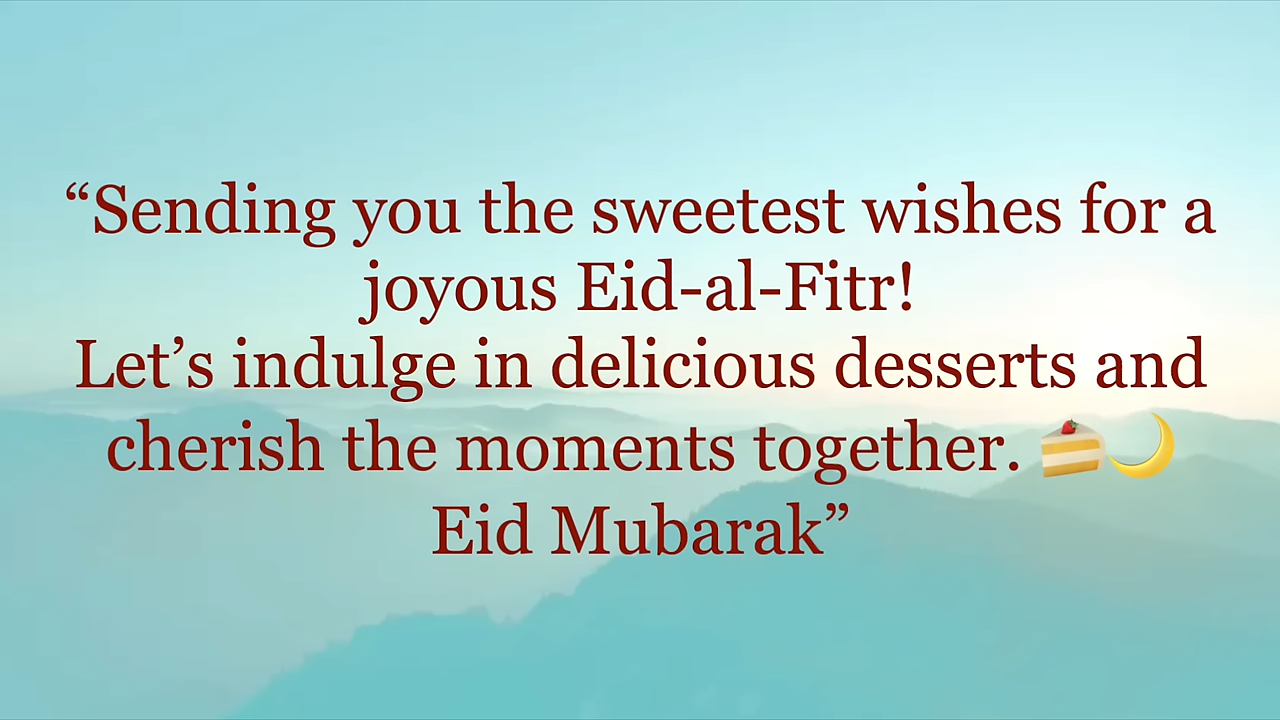 “Sending you the sweetest wishes for a
joyous Eid-al-Fitr!
Let’s indulge in delicious desserts and
cherish the moments together. 🍰🌙
Eid Mubarak”